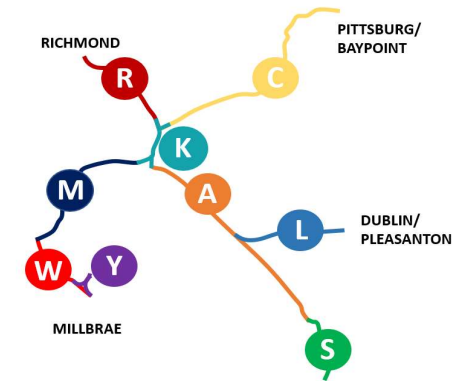 PITTSBURG/
BAYPOINT
RICHMOND
R
C
K
M
A
L
DUBLIN/
PLEASANTON
W
Y
MILLBRAE
S